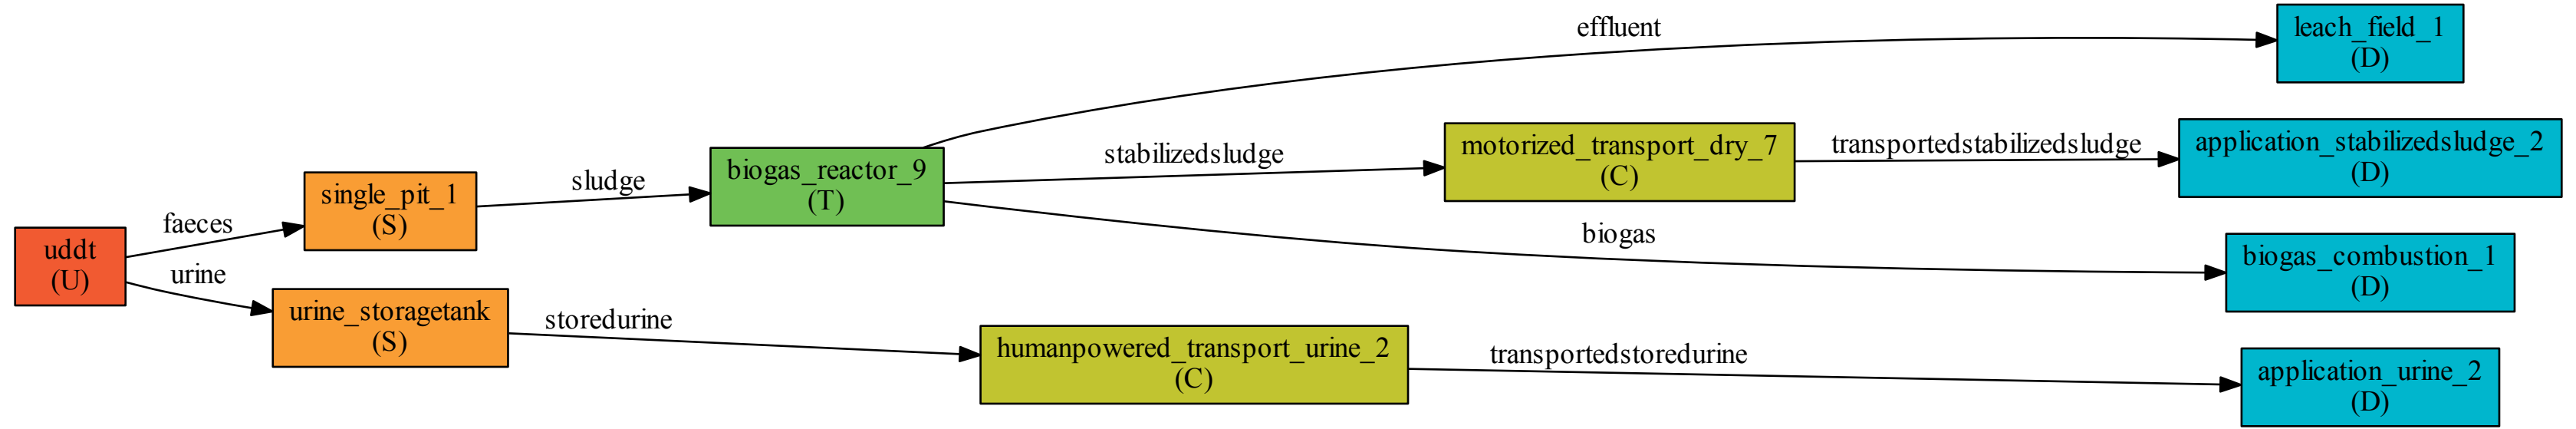 uddt
(U)
faeces
urine
single_pit_1
(S)
urine_storagetank
(S)
sludge
storedurine
biogas_reactor_9
(T)
humanpowered_transport_urine_2
(C)
effluent
stabilizedsludge
biogas
transportedstoredurine
motorized_transport_dry_7
(C)
transportedstabilizedsludge
leach_field_1
(D)
application_stabilizedsludge_2
(D)
biogas_combustion_1
(D)
application_urine_2
(D)